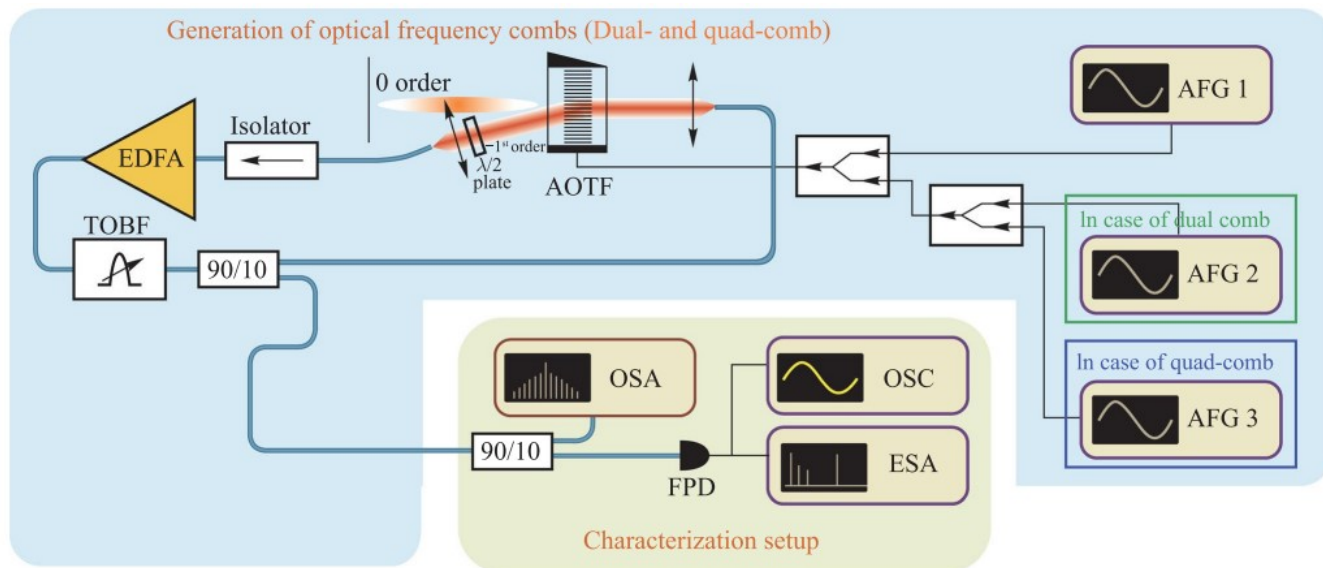 Generation of optical frequency combs (Dual- and quad-comb)
0 order
Isolator
EDFA
−1st order
λ/2
plate
AOTF
AFG 1
TOBF
90/10
In case of dual comb
AFG 2
In case of quad-comb
AFG 3
OSA
OSC
90/10
FPD
ESA
Characterization setup